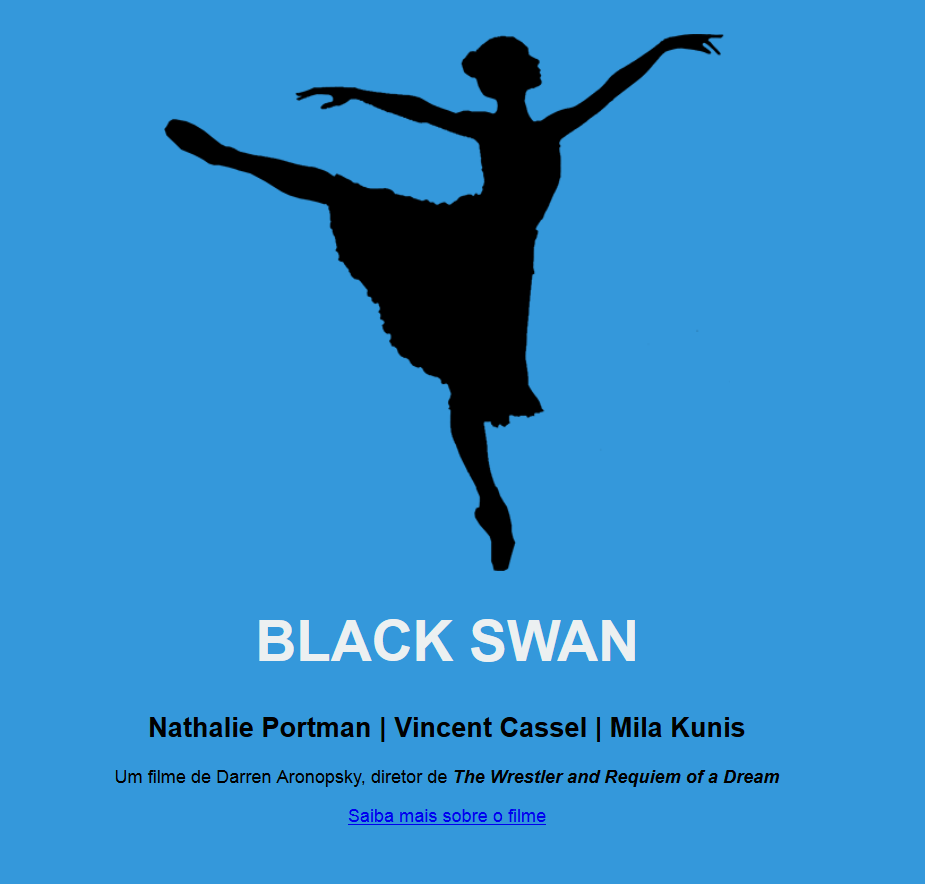 BLACK SWAN
Nathalie Portman | Vincent Cassel | Mila Kunis
Um filme de Darren Aronopsky, diretor de The Wrestler and Requiem of a Dream
Saiba mais sobre o filme